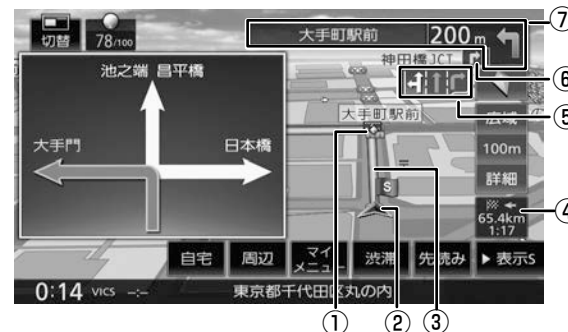 切替
78/100
大手町駅前 200m
⑦
神田橋JCT
⑥
⑤
池之端 昌平橋
大手門
日本橋
大手町駅前
広域
100m
詳細
S
65.4km
1:17
④
自宅 周辺 マイメニュー 渋滞 先読み ▶表示S
0:14 VICS -:-- 東京都千代田区丸の内
① ② ③